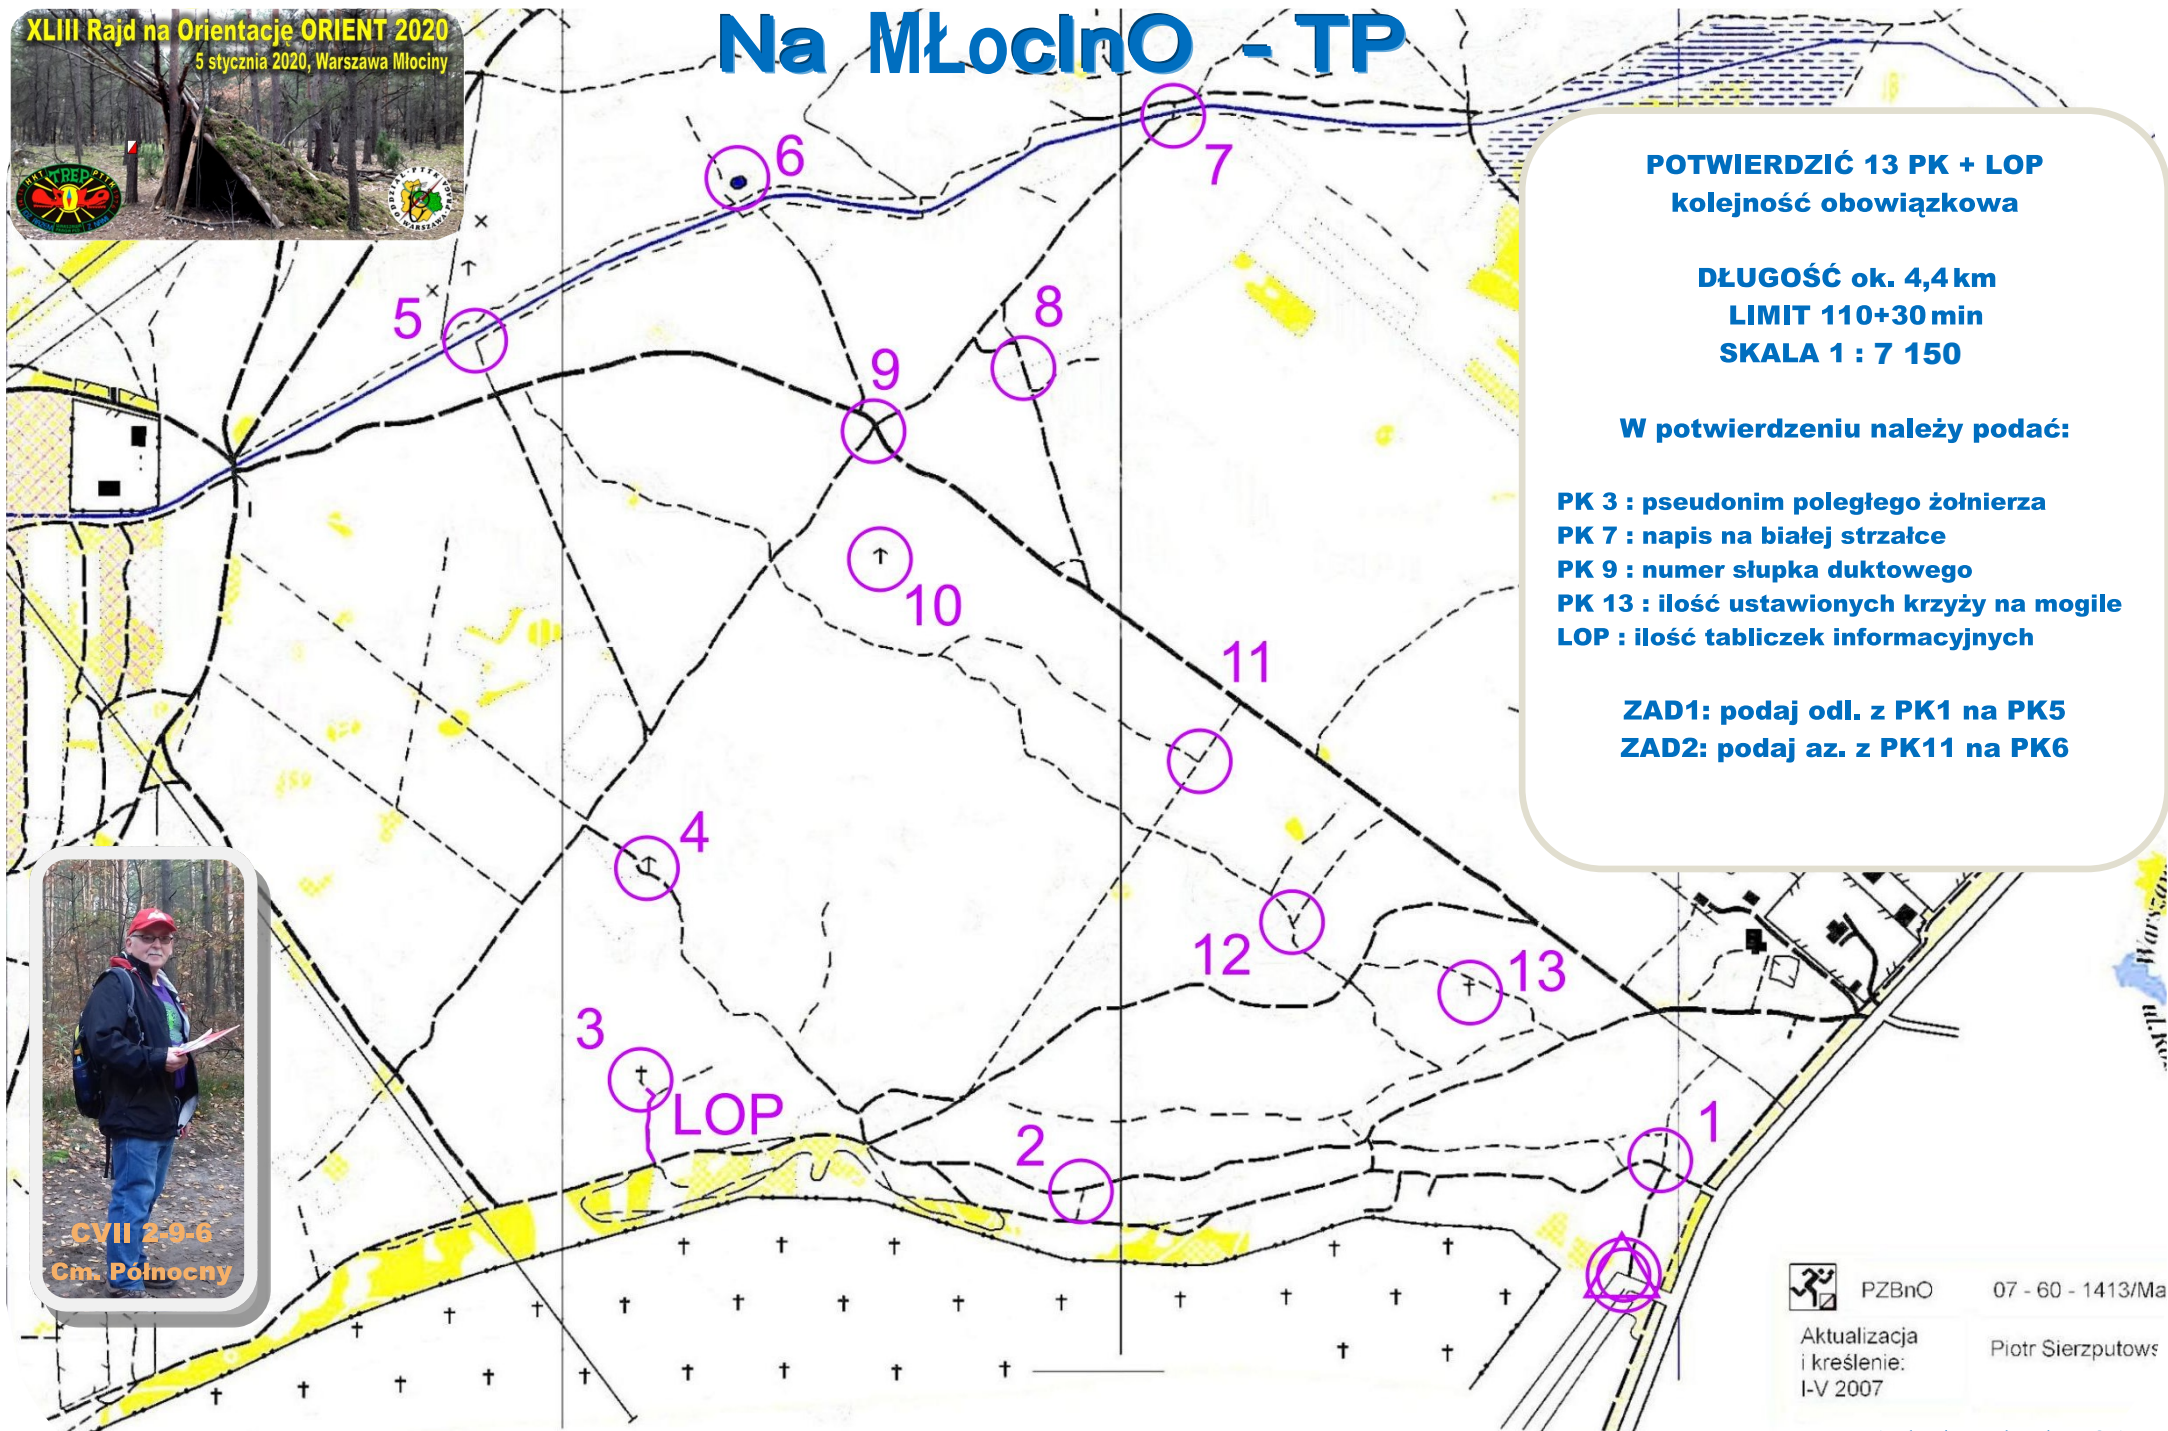 XLIII Rajd na Orientację ORIENT 2020
5 stycznia 2020, Warszawa Młociny
Na MŁocInO - TP
POTWIERDZIĆ 13 PK + LOP
kolejność obowiązkowa
DŁUGOŚĆ ok. 4,4 km
LIMIT 110+30 min
SKALA 1 : 7 150
W potwierdzeniu należy podać:
PK 3 : pseudonim poległego żołnierza
PK 7 : napis na białej strzałce
PK 9 : numer słupka duktowego
PK 13 : ilość ustawionych krzyży na mogile
LOP : ilość tabliczek informacyjnych
ZAD1: podaj odl. z PK1 na PK5
ZAD2: podaj az. z PK11 na PK6
6
7
5
8
9
10
11
4
12
13
3
LOP
2
1
CVII 2-9-6
Cm. Północny
PZBnO 07 - 60 - 1413/Ma
Aktualizacja
i kreślenie:
I-V 2007
Piotr Sierzputows
TREP
PTTK